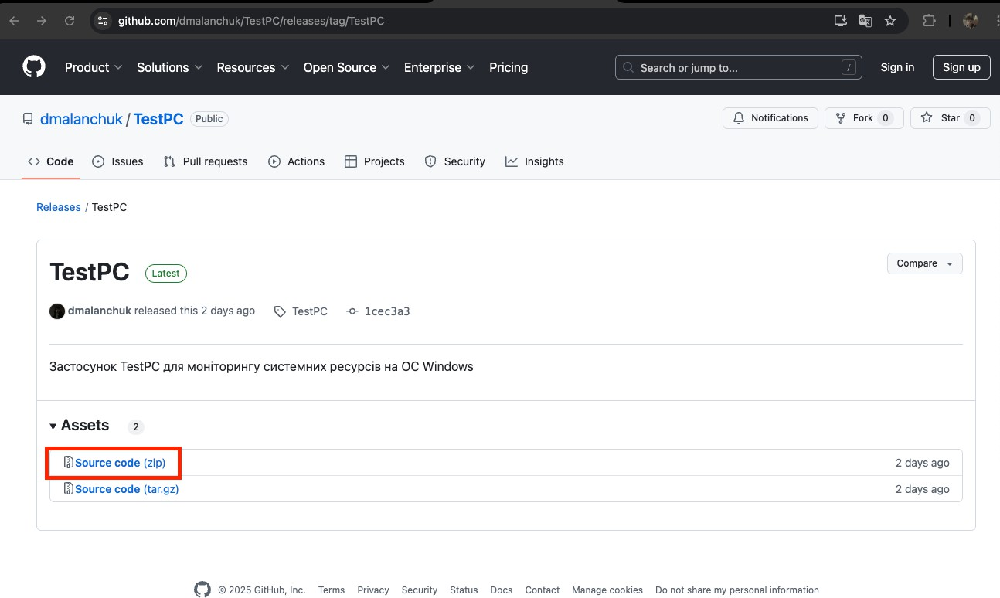 github.com/dmalanchuk/TestPC/releases/tag/TestPC
Product Solutions Resources Open Source Enterprise Pricing Search or jump to... / Sign in Sign up
dmalanchuk / TestPC Public Notifications Fork 0 Star 0
Code Issues Pull requests Actions Projects Security Insights
Releases / TestPC
TestPC Latest Compare
dmalanchuk released this 2 days ago TestPC 1cec3a3
Застосунок TestPC для моніторингу системних ресурсів на ОС Windows
Assets 2
Source code (zip) 2 days ago
Source code (tar.gz) 2 days ago
© 2025 GitHub, Inc. Terms Privacy Security Status Docs Contact Manage cookies Do not share my personal information